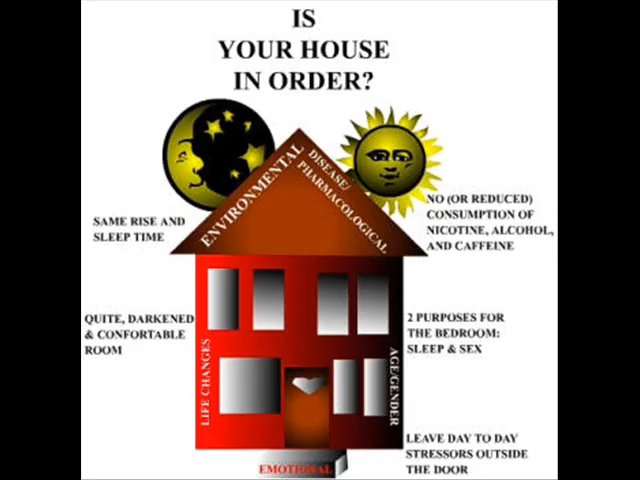 IS
YOUR HOUSE
IN ORDER?
ENVIRONMENTAL
DISEASE/
PHARMACOLOGICAL
SAME RISE AND
SLEEP TIME
NO (OR REDUCED)
CONSUMPTION OF
NICOTINE, ALCOHOL,
AND CAFFEINE
QUITE, DARKENED
& CONFORTABLE
ROOM
2 PURPOSES FOR
THE BEDROOM:
SLEEP & SEX
LIFE CHANGES
AGE/GENDER
LEAVE DAY TO DAY
STRESSORS OUTSIDE
THE DOOR
EMOTIONAL